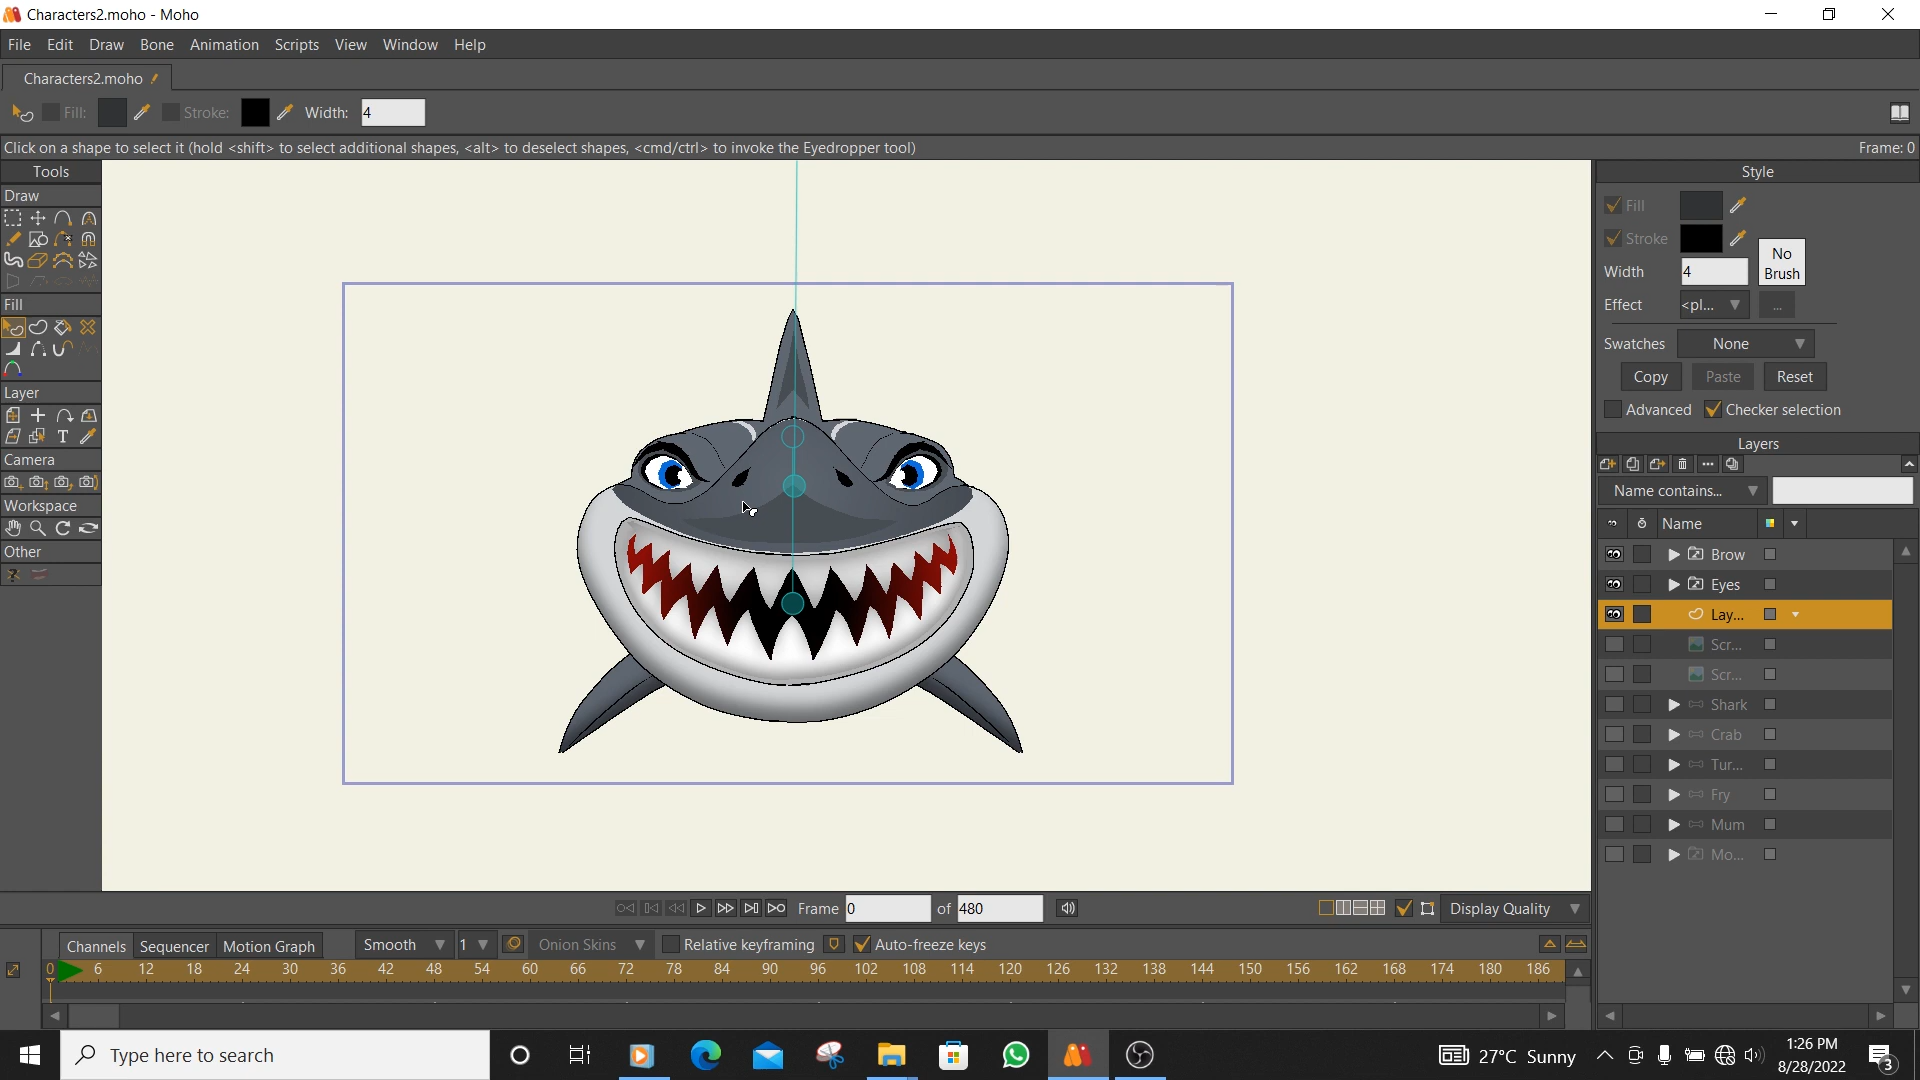 Characters2.moho - Moho
File Edit Draw Bone Animation Scripts View Window Help
Characters2.moho
Fill: Stroke: Width: 4
Click on a shape to select it (hold <shift> to select additional shapes, <alt> to deselect shapes, <cmd/ctrl> to invoke the Eyedropper tool) Frame: 0
Tools
Draw
Fill
Layer
Camera
Workspace
Other
Style
Fill
Stroke
No Brush
Width 4
Effect <pl... ...
Swatches None
Copy Paste Reset
Advanced Checker selection
Layers
Name contains...
Name
Brow
Eyes
Lay...
Scr...
Scr...
Shark
Crab
Tur...
Fry
Mum
Mo...
Frame 0 of 480 Display Quality
Channels Sequencer Motion Graph Smooth 1 Onion Skins Relative keyframing Auto-freeze keys
0 6 12 18 24 30 36 42 48 54 60 66 72 78 84 90 96 102 108 114 120 126 132 138 144 150 156 162 168 174 180 186
Type here to search
27°C Sunny
1:26 PM
8/28/2022
3